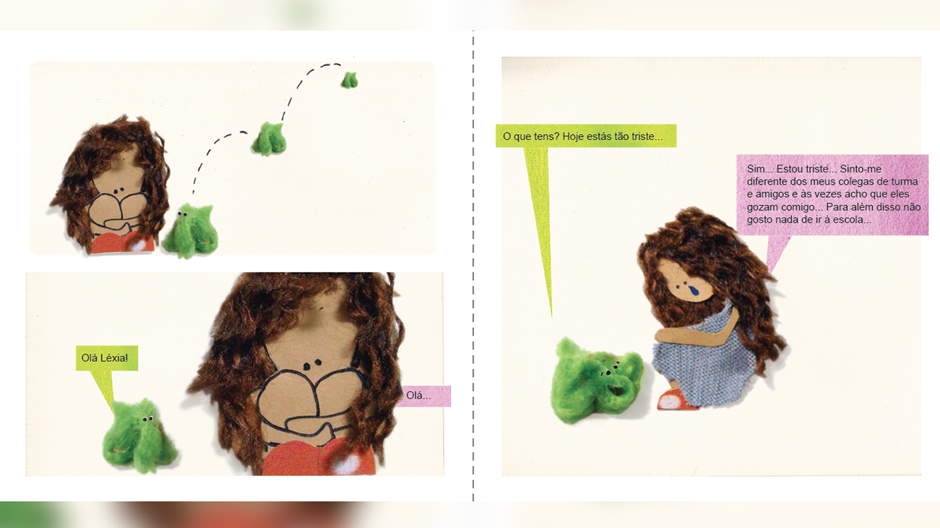 Olá Léxia!
Olá...
O que tens? Hoje estás tão triste...
Sim... Estou triste... Sinto-me
diferente dos meus colegas de turma
e amigos e às vezes acho que eles
gozam comigo... Para além disso não
gosto nada de ir à escola...